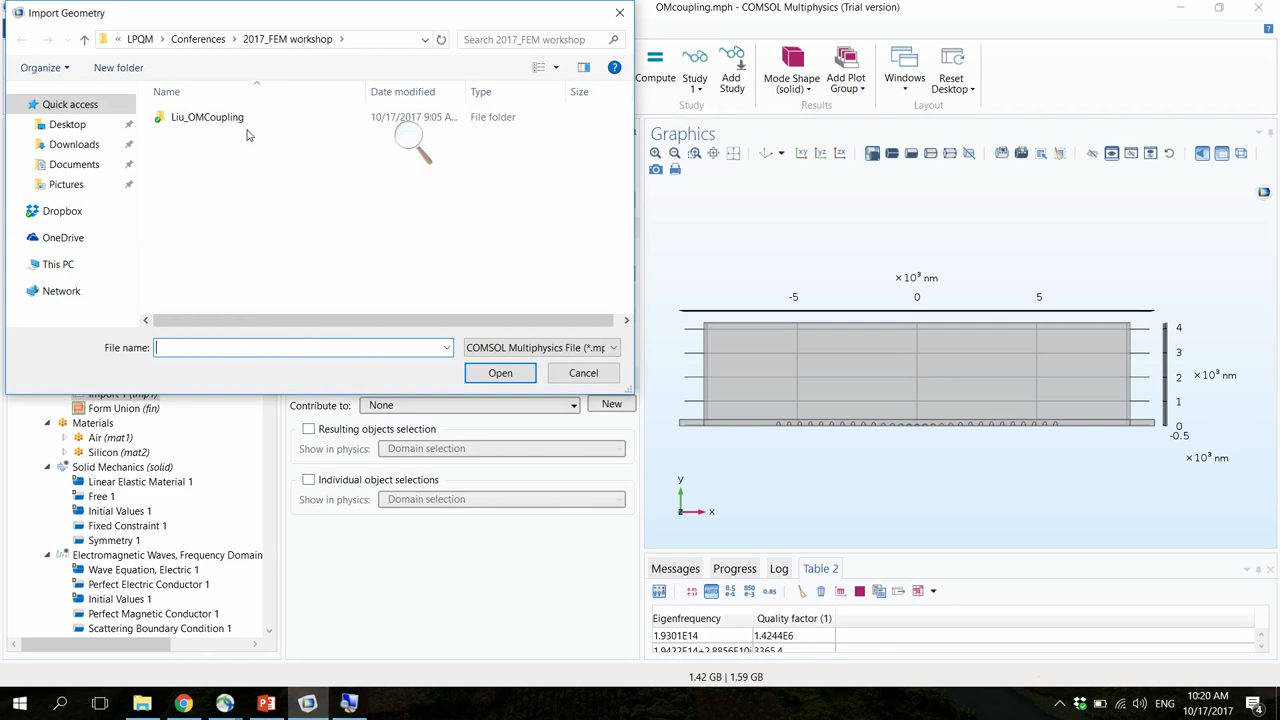 Import Geometry
OMcoupling.mph - COMSOL Multiphysics (Trial version)
« LPQM > Conferences > 2017_FEM workshop >
Search 2017_FEM workshop
Organize
New folder
Name
Date modified
Type
Size
Quick access
Desktop
Downloads
Documents
Pictures
Dropbox
OneDrive
This PC
Network
Liu_OMCoupling
10/17/2017 9:05 A...
File folder
File name:
COMSOL Multiphysics File (*.mp
Open
Cancel
Compute
Study 1
Add Study
Study
Mode Shape (solid)
Add Plot Group
Results
Windows
Reset Desktop
Layout
Graphics
×10³ nm
-5
0
5
4
3
2
1
0
-0.5
×10³ nm
×10³ nm
y
z
x
Import 1 (imp1)
Form Union (fin)
Materials
Air (mat1)
Silicon (mat2)
Solid Mechanics (solid)
Linear Elastic Material 1
Free 1
Initial Values 1
Fixed Constraint 1
Symmetry 1
Electromagnetic Waves, Frequency Domain
Wave Equation, Electric 1
Perfect Electric Conductor 1
Initial Values 1
Perfect Magnetic Conductor 1
Scattering Boundary Condition 1
Contribute to:
None
New
Resulting objects selection
Show in physics:
Domain selection
Individual object selections
Show in physics:
Domain selection
Messages
Progress
Log
Table 2
Eigenfrequency
Quality factor (1)
1.9301E14
1.4244E6
1.9422E14+2.8856E10i
3365.4
1.42 GB | 1.59 GB
ENG
10:20 AM
10/17/2017